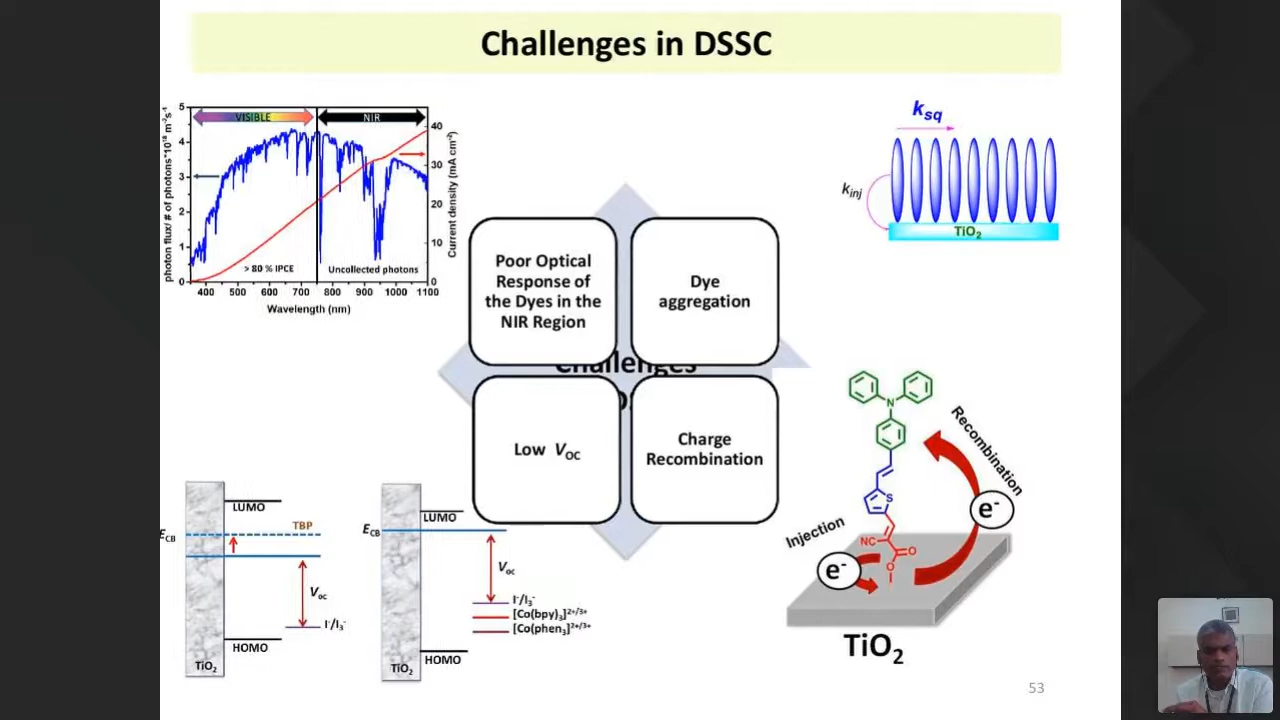 Challenges in DSSC
VISIBLE
NIR
photon flux/ # of photons*10¹⁸ m⁻²s⁻¹
5
4
3
2
1
0
40
30
20
10
0
Current density (mA cm⁻²)
> 80 % IPCE
Uncollected photons
400 500 600 700 800 900 1000 1100
Wavelength (nm)
k_sq
k_inj
TiO₂
Poor Optical
Response of
the Dyes in the
NIR Region
Dye
aggregation
Challenges
Low V_OC
Charge
Recombination
LUMO
E_CB
TBP
V_oc
I⁻/I₃⁻
HOMO
TiO₂
LUMO
E_CB
V_oc
I⁻/I₃⁻
[Co(bpy)₃]²⁺/³⁺
[Co(phen₃]²⁺/³⁺
HOMO
TiO₂
N
S
NC
O
O
Injection
e⁻
Recombination
e⁻
TiO₂
53